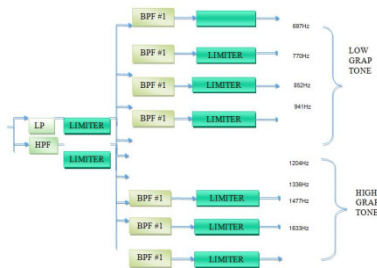 BPF #1
697Hz
BPF #1 LIMITER 770Hz
LOW
GRAP
TONE
BPF #1 LIMITER 852Hz
941Hz
BPF #1 LIMITER
LP LIMITER
HPF
LIMITER
1204Hz
1336Hz
HIGH
GRAP
TONE
BPF #1 LIMITER 1477Hz
BPF #1 LIMITER 1633Hz
BPF #1 LIMITER